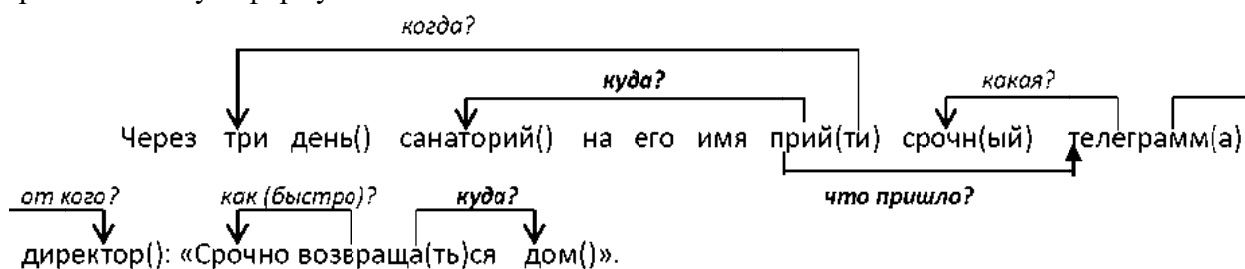 когда?
куда? какая?
Через три день() санаторий() на его имя прий(ти) срочн(ый) телеграмм(а)
что пришло?
от кого? как (быстро)? куда?
директор(): «Срочно возвраща(ть)ся дом()».